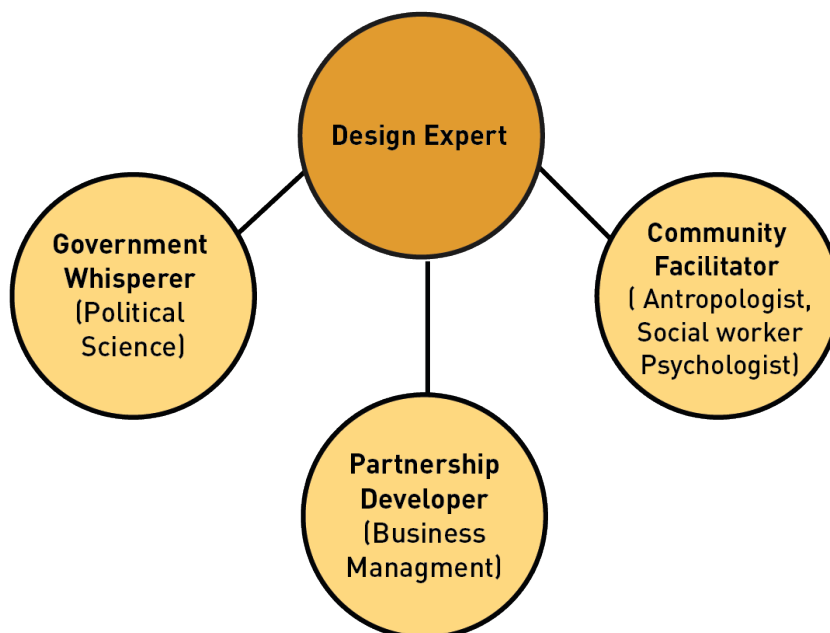 Design Expert
Government
Whisperer
(Political
Science)
Community
Facilitator
( Antropologist,
Social worker
Psychologist)
Partnership
Developer
(Business
Managment)